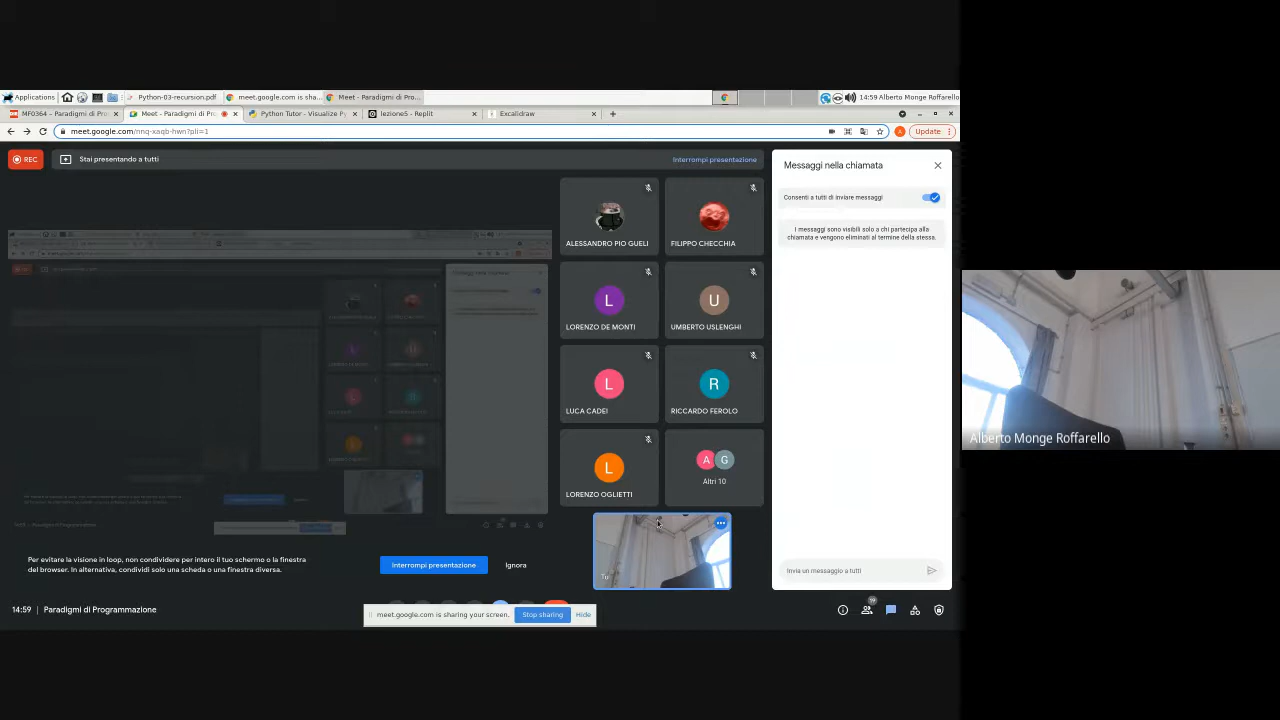 Applications
Python-03-recursion.pdf
meet.google.com is sha...
Meet - Paradigmi di Pro...
14:59 Alberto Monge Roffarello
MF0364 – Paradigmi di Pro
Meet - Paradigmi di Pro
Python Tutor - Visualize Py
lezione5 - Replit
Excalidraw
meet.google.com/nnq-xaqb-hwn?pli=1
A
Update
REC
Stai presentando a tutti
Interrompi presentazione
Messaggi nella chiamata
Consenti a tutti di inviare messaggi
I messaggi sono visibili solo a chi partecipa alla
chiamata e vengono eliminati al termine della stessa.
ALESSANDRO PIO GUELI
FILIPPO CHECCHIA
L
U
LORENZO DE MONTI
UMBERTO USLENGHI
L
R
LUCA CADEI
RICCARDO FEROLO
L
A G
Altri 10
LORENZO OGLIETTI
Alberto Monge Roffarello
Tu
Per evitare la visione in loop, non condividere per intero il tuo schermo o la finestra
del browser. In alternativa, condividi solo una scheda o una finestra diversa.
Interrompi presentazione
Ignora
Invia un messaggio a tutti
14:59 | Paradigmi di Programmazione
meet.google.com is sharing your screen.
Stop sharing
Hide
19